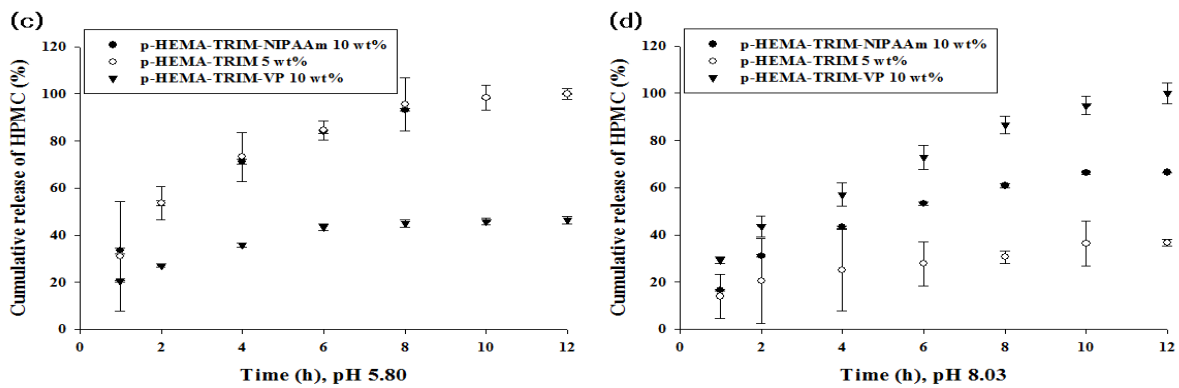 (c)
p-HEMA-TRIM-NIPAAm 10 wt%
p-HEMA-TRIM 5 wt%
p-HEMA-TRIM-VP 10 wt%
Cumulative release of HPMC (%)
120
100
80
60
40
20
0
0 2 4 6 8 10 12
Time (h), pH 5.80
(d)
p-HEMA-TRIM-NIPAAm 10 wt%
p-HEMA-TRIM 5 wt%
p-HEMA-TRIM-VP 10 wt%
Cumulative release of HPMC (%)
120
100
80
60
40
20
0
0 2 4 6 8 10 12
Time (h), pH 8.03